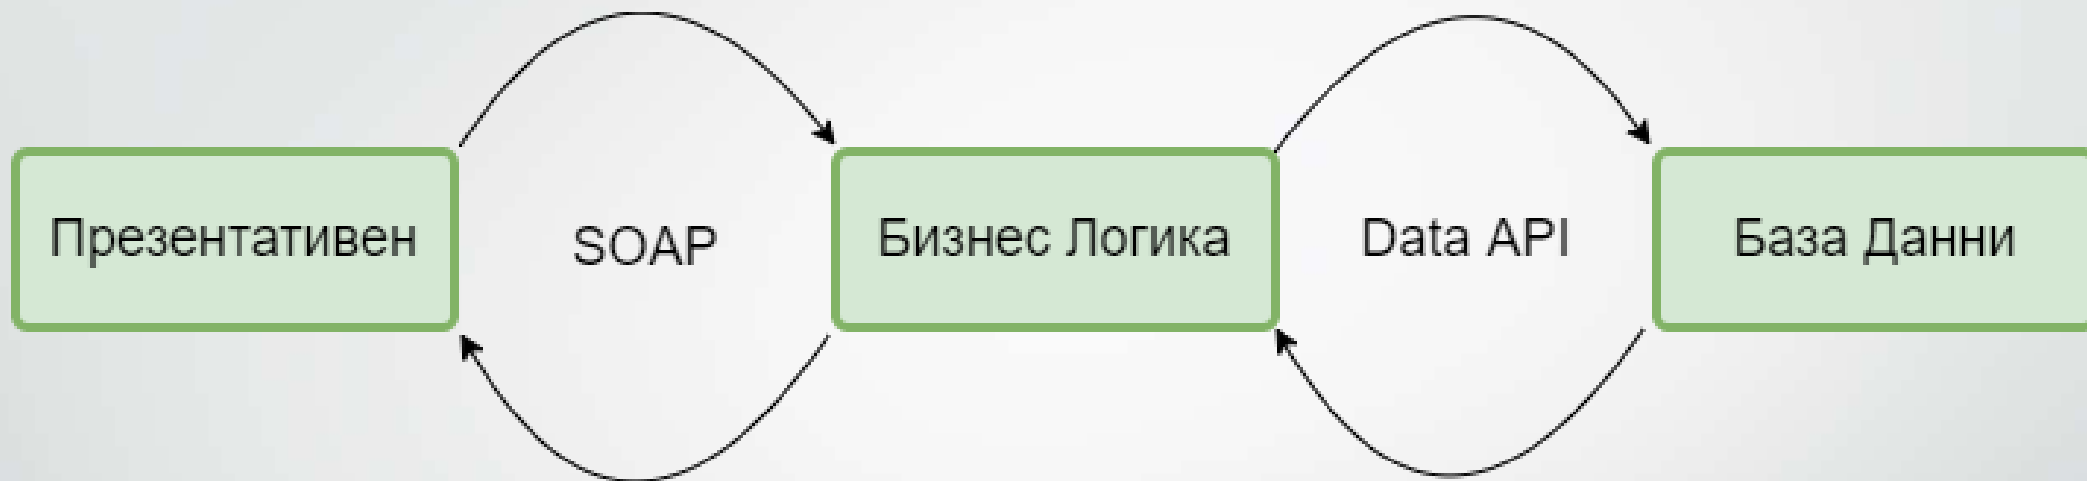 Презентативен
SOAP
Бизнес Логика
Data API
База Данни